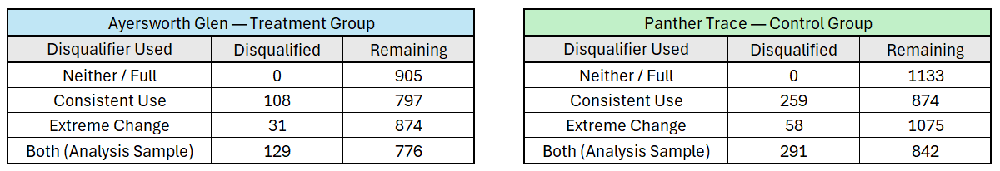 Ayersworth Glen — Treatment Group
Disqualifier Used Disqualified Remaining
Neither / Full 0 905
Consistent Use 108 797
Extreme Change 31 874
Both (Analysis Sample) 129 776
Panther Trace — Control Group
Disqualifier Used Disqualified Remaining
Neither / Full 0 1133
Consistent Use 259 874
Extreme Change 58 1075
Both (Analysis Sample) 291 842